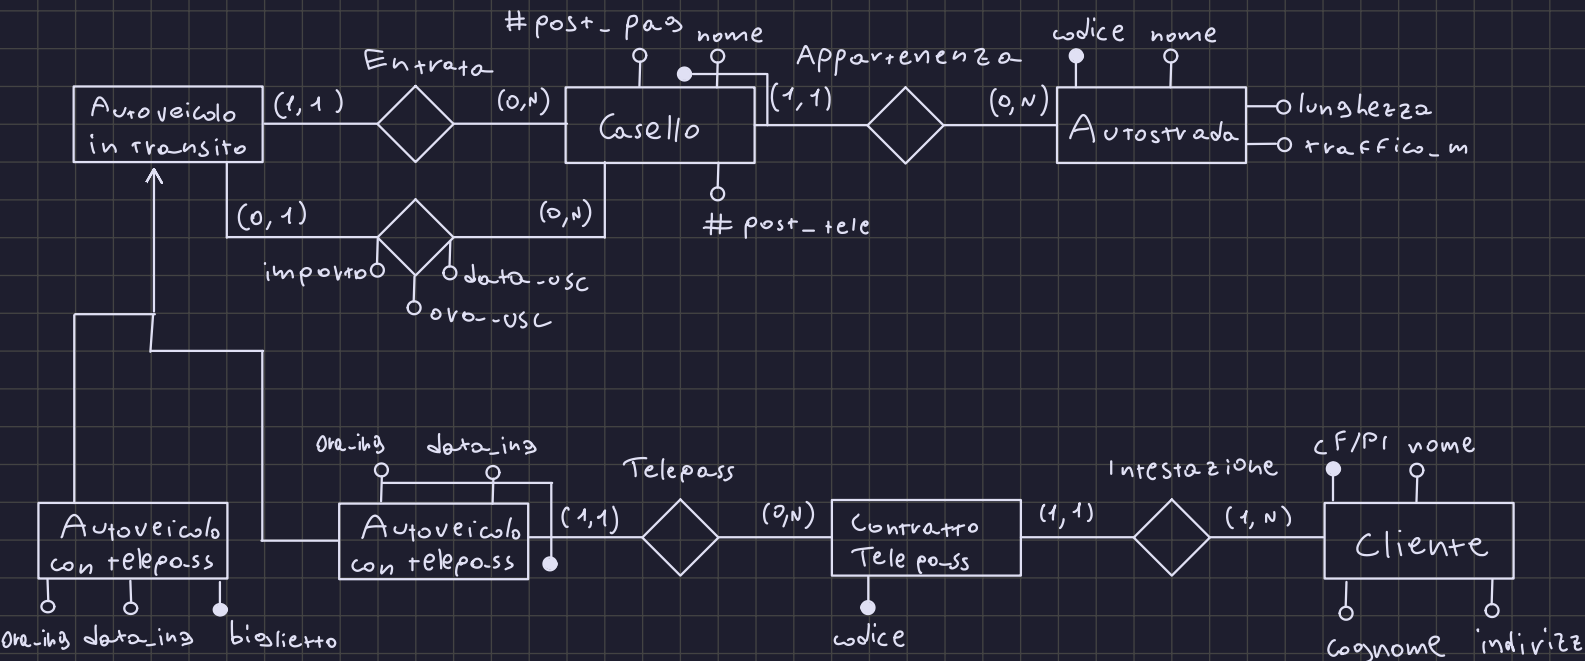 # post_pag
nome
codice
nome
Entrata
Appartenenza
Autoveicolo
in transito
(1,1)
(0,N)
Casello
(1,1)
(0,N)
Autostrada
lunghezza
traffico_m
(0,1)
(0,N)
# post_tele
importo
data_usc
ora_usc
ora_ing
data_ing
Telepass
Intestazione
CF/PI
nome
Autoveicolo
con telepass
Autoveicolo
con telepass
(1,1)
(0,N)
Contratto
Telepass
(1,1)
(1,N)
Cliente
ora_ing
data_ing
biglietto
codice
cognome
indirizz